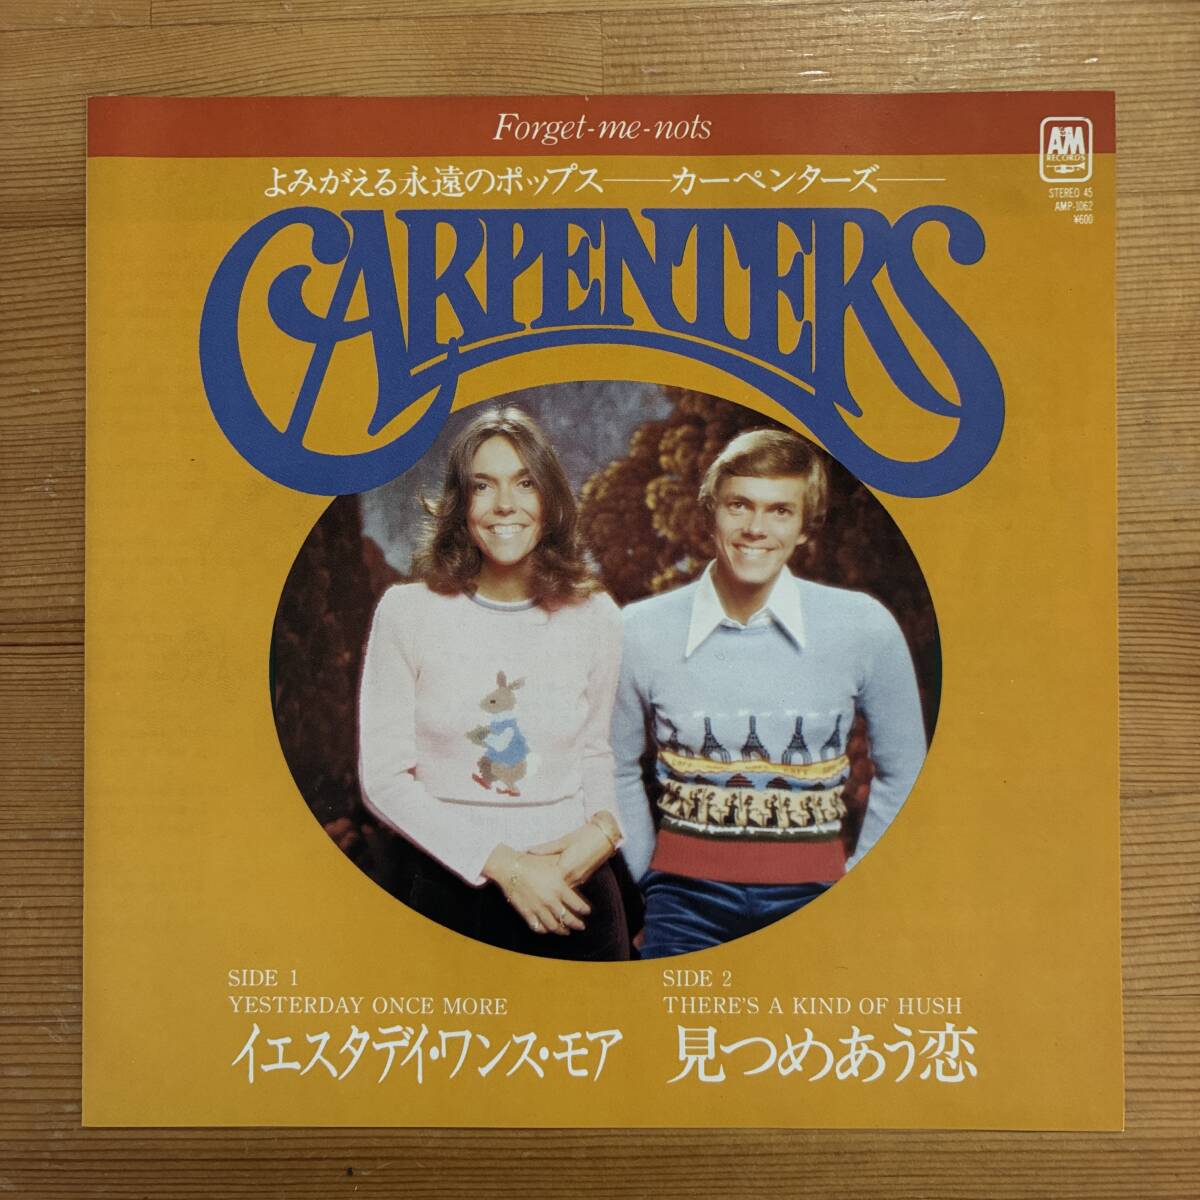 Forget-me-nots
よみがえる永遠のポップス――カーペンターズ――
CARPENTERS
A&M
RECORDS
STEREO 45
AMP-1062
¥600
SIDE 1
YESTERDAY ONCE MORE
イエスタデイ・ワンス・モア
SIDE 2
THERE'S A KIND OF HUSH
見つめあう恋